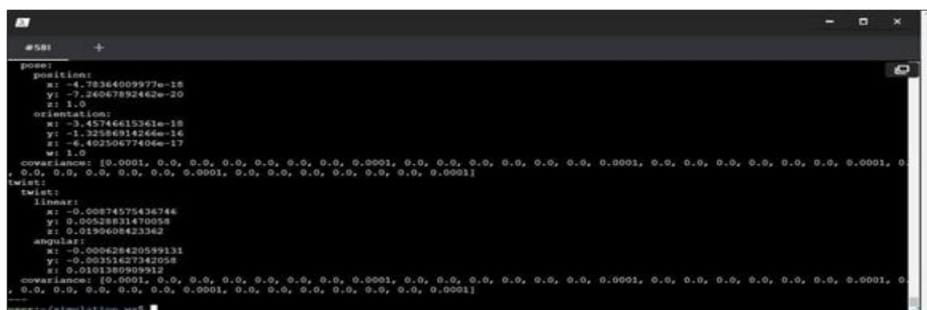 #581 +
pose:
position:
x: -4.78364009977e-18
y: -7.26067892462e-20
z: 1.0
orientation:
x: -3.45746615361e-18
y: -1.32586914266e-16
z: -6.40250677406e-17
w: 1.0
covariance: [0.0001, 0.0, 0.0, 0.0, 0.0, 0.0, 0.0, 0.0001, 0.0, 0.0, 0.0, 0.0, 0.0, 0.0, 0.0001, 0.0, 0.0, 0.0, 0.0, 0.0, 0.0, 0.0001, 0.
, 0.0, 0.0, 0.0, 0.0, 0.0, 0.0001, 0.0, 0.0, 0.0, 0.0, 0.0, 0.0, 0.0001]
twist:
twist:
linear:
x: -0.00874575436746
y: 0.00528831470058
z: 0.0190608423362
angular:
x: -0.000628420599131
y: -0.00351627342058
z: 0.0101380909912
covariance: [0.0001, 0.0, 0.0, 0.0, 0.0, 0.0, 0.0, 0.0001, 0.0, 0.0, 0.0, 0.0, 0.0, 0.0, 0.0001, 0.0, 0.0, 0.0, 0.0, 0.0, 0.0, 0.0001, 0.
, 0.0, 0.0, 0.0, 0.0, 0.0, 0.0001, 0.0, 0.0, 0.0, 0.0, 0.0, 0.0, 0.0001]
---